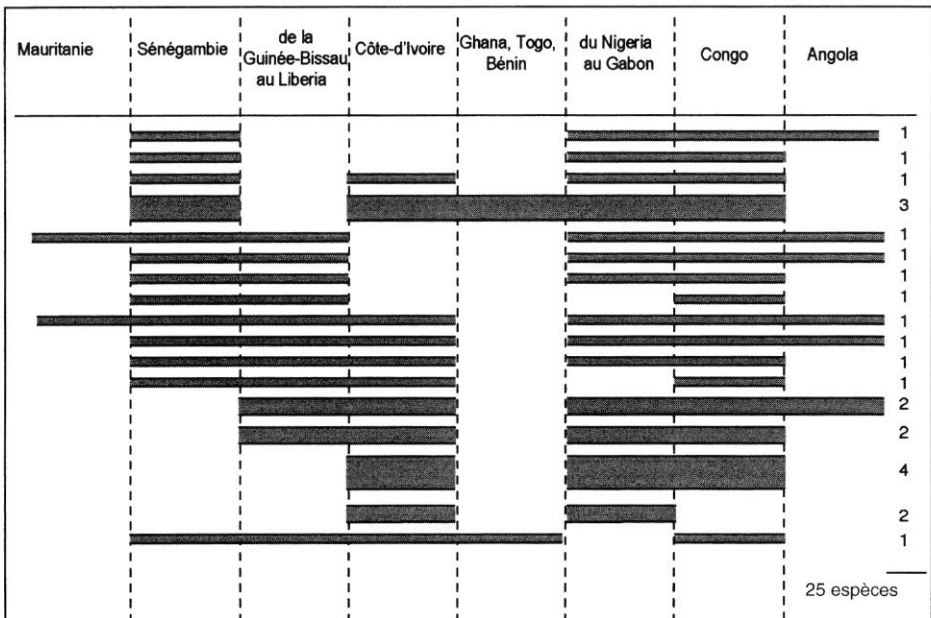 Mauritanie
Sénégambie
de la
Guinée-Bissau
au Liberia
Côte-d'Ivoire
Ghana, Togo,
Bénin
du Nigeria
au Gabon
Congo
Angola
1
1
1
3
1
1
1
1
1
1
1
1
2
2
4
2
1
25 espèces